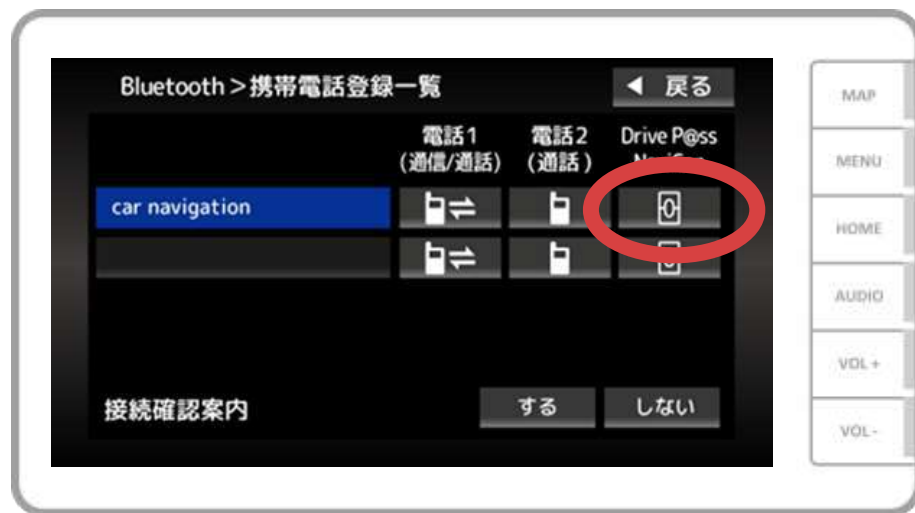 Bluetooth＞携帯電話登録一覧
◀ 戻る
電話1
(通信/通話)
電話2
(通話)
Drive P@ss
car navigation
接続確認案内
する
しない
MAP
MENU
HOME
AUDIO
VOL+
VOL-